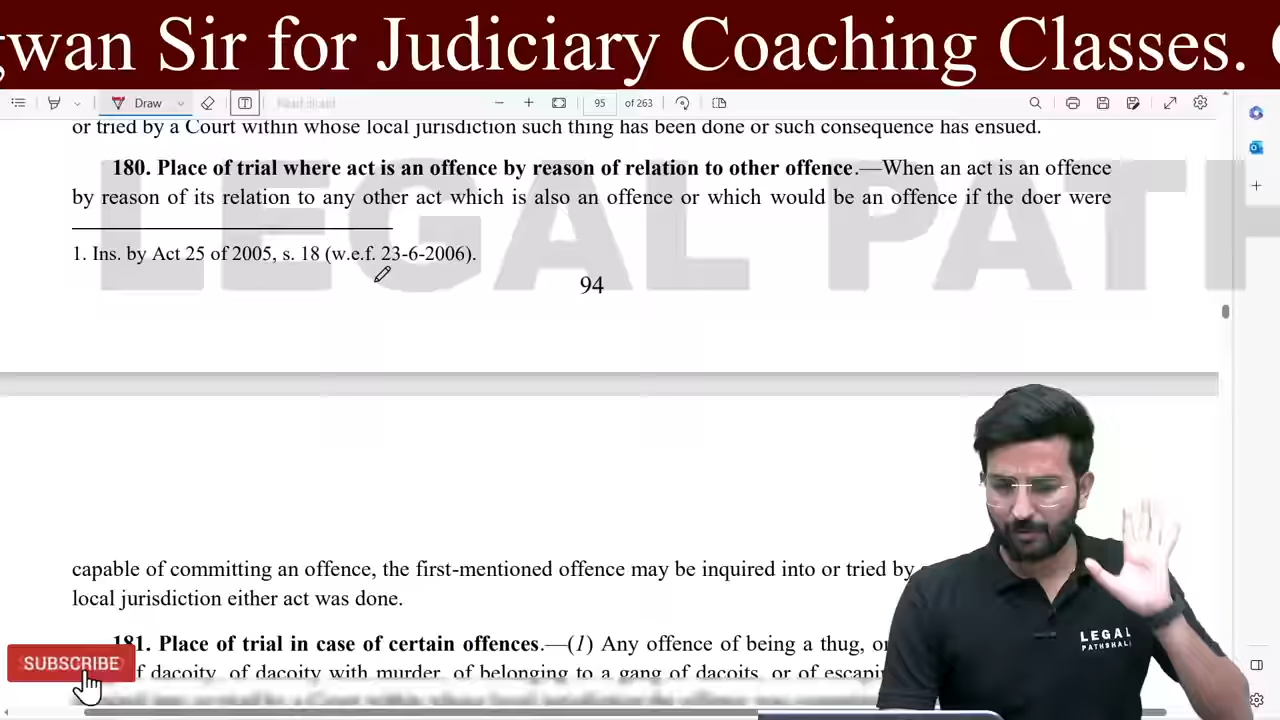 gwan Sir for Judiciary Coaching Classes. C
Draw
95 of 263
or tried by a Court within whose local jurisdiction such thing has been done or such consequence has ensued.
180. Place of trial where act is an offence by reason of relation to other offence.—When an act is an offence
by reason of its relation to any other act which is also an offence or which would be an offence if the doer were
1. Ins. by Act 25 of 2005, s. 18 (w.e.f. 23-6-2006).
94
LEGAL PATH
capable of committing an offence, the first-mentioned offence may be inquired into or tried by
local jurisdiction either act was done.
181. Place of trial in case of certain offences.—(1) Any offence of being a thug, or
of dacoity, of dacoity with murder, of belonging to a gang of dacoits, or of escapi
SUBSCRIBE
LEGAL
PATHSHALA